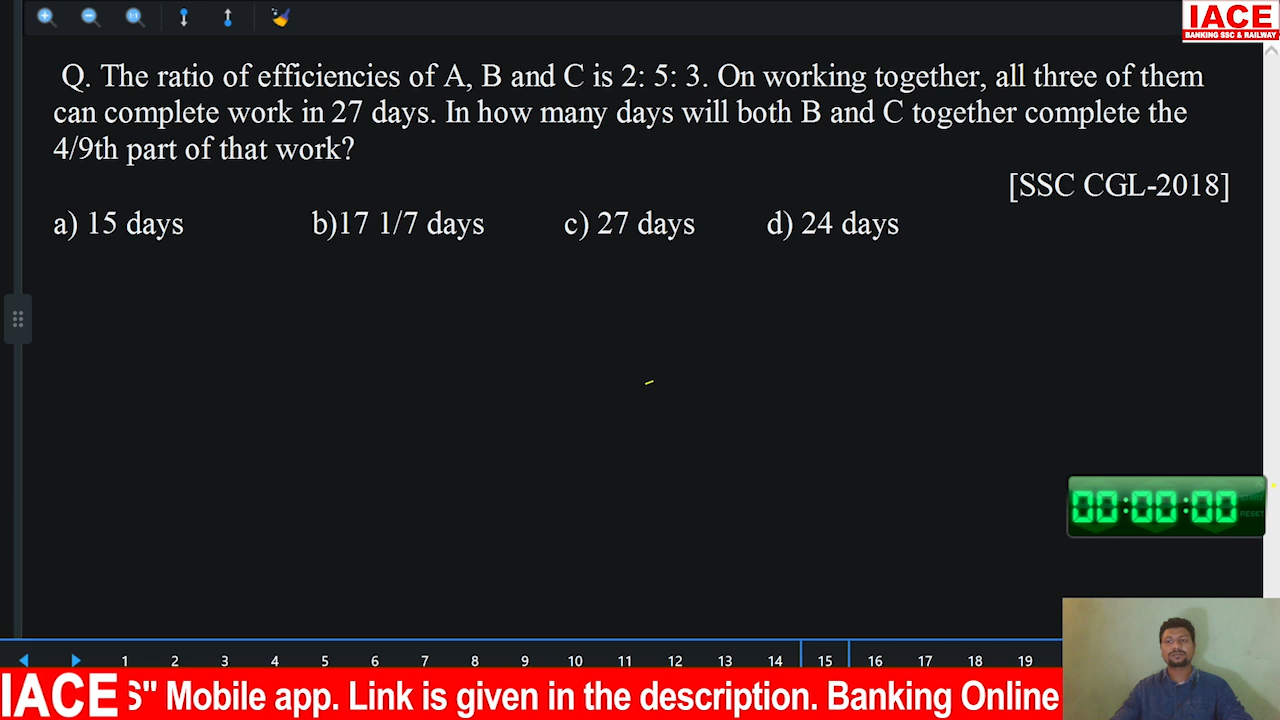 IACE
BANKING SSC & RAILWAY
Q. The ratio of efficiencies of A, B and C is 2: 5: 3. On working together, all three of them
can complete work in 27 days. In how many days will both B and C together complete the
4/9th part of that work?
[SSC CGL-2018]
a) 15 days b)17 1/7 days c) 27 days d) 24 days
00:00:00
RESET
1 2 3 4 5 6 7 8 9 10 11 12 13 14 15 16 17 18 19
IACE S" Mobile app. Link is given in the description. Banking Online